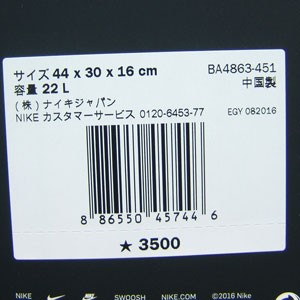 サイズ 44 x 30 x 16 cm BA4863-451
容量 22 L 中国製
(株) ナイキジャパン
NIKE カスタマーサービス 0120-6453-77 EGY 082016
8 86550 45744 6
★ 3500
NIKE NIKE SWOOSH NIKE.COM ©2016 Nike